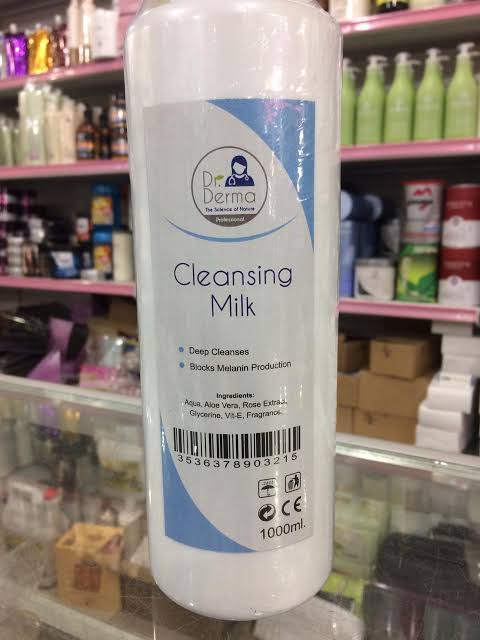 Dr.
Derma
The Science of Nature
Professional
Cleansing
Milk
Deep Cleanses
Blocks Melanin Production
Ingredients:
Aqua, Aloe Vera, Rose Extract,
Glycerine, Vit-E, Fragrance.
3536378903215
CE
1000ml.